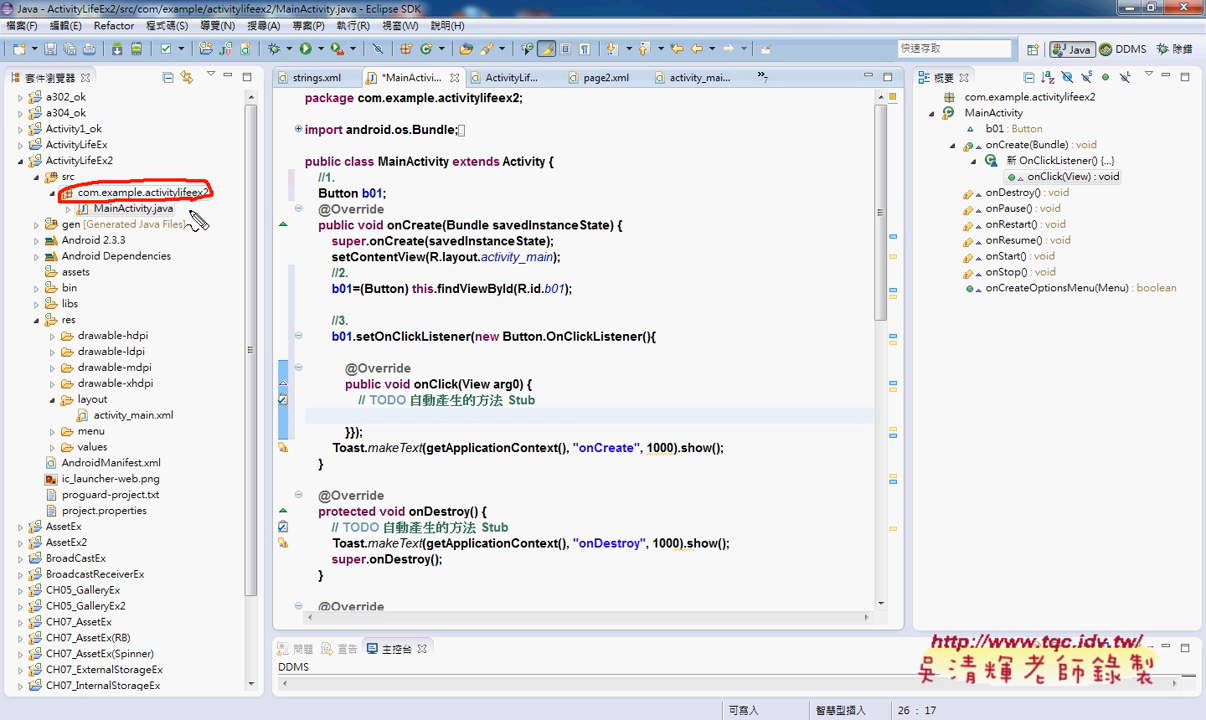 Java - ActivityLifeEx2/src/com/example/activitylifeex2/MainActivity.java - Eclipse SDK
檔案(F) 編輯(E) Refactor 程式碼(S) 導覽(N) 搜尋(A) 專案(P) 執行(R) 視窗(W) 說明(H)
快速存取 Java DDMS 除錯
套件瀏覽器
a302_ok
a304_ok
Activity1_ok
ActivityLifeEx
ActivityLifeEx2
src
com.example.activitylifeex2
MainActivity.java
gen [Generated Java Files]
Android 2.3.3
Android Dependencies
assets
bin
libs
res
drawable-hdpi
drawable-ldpi
drawable-mdpi
drawable-xhdpi
layout
activity_main.xml
menu
values
AndroidManifest.xml
ic_launcher-web.png
proguard-project.txt
project.properties
AssetEx
AssetEx2
BroadCastEx
BroadcastReceiverEx
CH05_GalleryEx
CH05_GalleryEx2
CH07_AssetEx
CH07_AssetEx(RB)
CH07_AssetEx(Spinner)
CH07_ExternalStorageEx
CH07_InternalStorageEx
strings.xml *MainActivi... ActivityLif... page2.xml activity_mai... »7
package com.example.activitylifeex2;
import android.os.Bundle;
public class MainActivity extends Activity {
//1.
Button b01;
@Override
public void onCreate(Bundle savedInstanceState) {
super.onCreate(savedInstanceState);
setContentView(R.layout.activity_main);
//2.
b01=(Button) this.findViewById(R.id.b01);
//3.
b01.setOnClickListener(new Button.OnClickListener(){
@Override
public void onClick(View arg0) {
// TODO 自動產生的方法 Stub
}});
Toast.makeText(getApplicationContext(), "onCreate", 1000).show();
}
@Override
protected void onDestroy() {
// TODO 自動產生的方法 Stub
Toast.makeText(getApplicationContext(), "onDestroy", 1000).show();
super.onDestroy();
}
@Override
概要
com.example.activitylifeex2
MainActivity
b01 : Button
onCreate(Bundle) : void
新 OnClickListener() {...}
onClick(View) : void
onDestroy() : void
onPause() : void
onRestart() : void
onResume() : void
onStart() : void
onStop() : void
onCreateOptionsMenu(Menu) : boolean
問題 宣告 主控台
DDMS
http://www.tqc.idv.tw/
吳清輝老師錄製
可寫入 智慧型插入 26 : 17